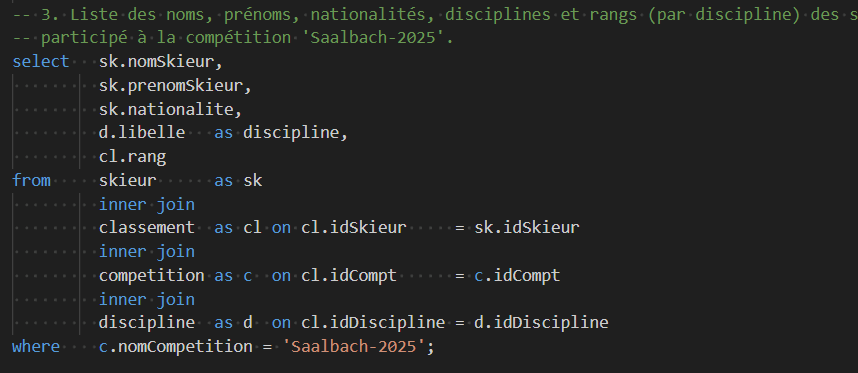 -- 3. Liste des noms, prénoms, nationalités, disciplines et rangs (par discipline) des
-- participé à la compétition 'Saalbach-2025'.
select sk.nomSkieur,
sk.prenomSkieur,
sk.nationalite,
d.libelle as discipline,
cl.rang
from skieur as sk
inner join
classement as cl on cl.idSkieur = sk.idSkieur
inner join
competition as c on cl.idCompt = c.idCompt
inner join
discipline as d on cl.idDiscipline = d.idDiscipline
where c.nomCompetition = 'Saalbach-2025';